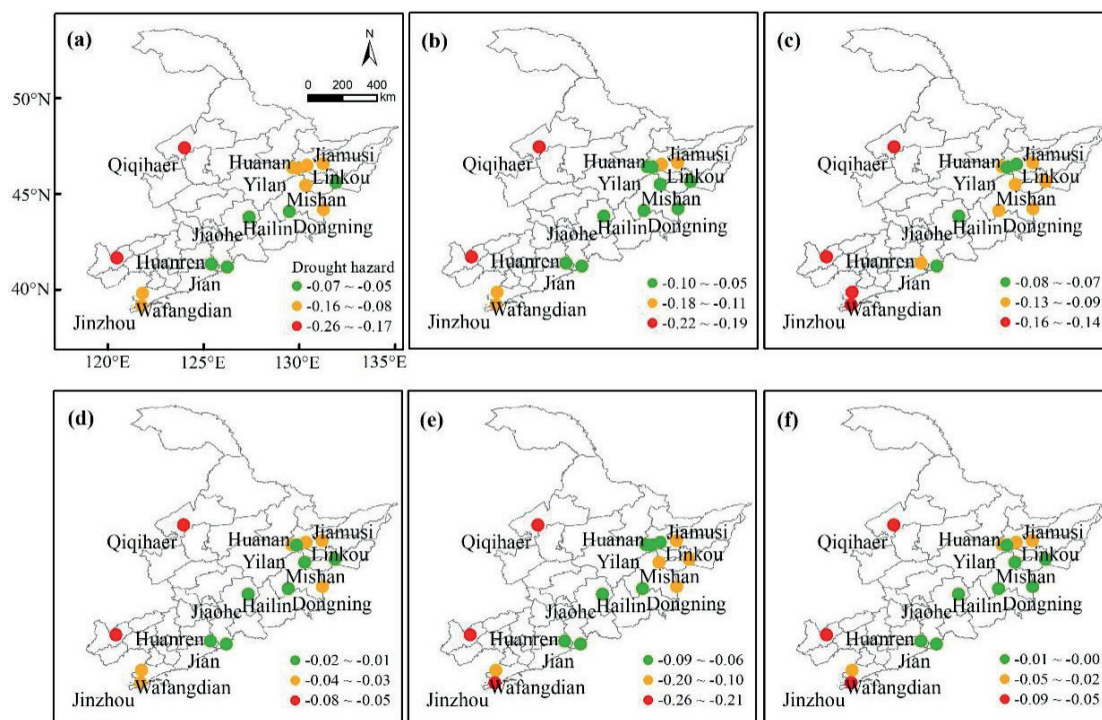 (a)
N
0 200 400
km
50°N
45°N
40°N
120°E 125°E 130°E 135°E
Qiqihaer
Huanan
Jiamusi
Yilan
Linkou
Mishan
Jiaohe
Hailin
Dongning
Huanren
Jian
Wafangdian
Jinzhou
Drought hazard
-0.07 ~ -0.05
-0.16 ~ -0.08
-0.26 ~ -0.17
(b)
Qiqihaer
Huanan
Jiamusi
Yilan
Linkou
Mishan
Jiaohe
Hailin
Dongning
Huanren
Jian
Wafangdian
Jinzhou
-0.10 ~ -0.05
-0.18 ~ -0.11
-0.22 ~ -0.19
(c)
Qiqihaer
Huanan
Jiamusi
Yilan
Linkou
Mishan
Jiaohe
Hailin
Dongning
Huanren
Jian
Wafangdian
Jinzhou
-0.08 ~ -0.07
-0.13 ~ -0.09
-0.16 ~ -0.14
(d)
Qiqihaer
Huanan
Jiamusi
Yilan
Linkou
Mishan
Jiaohe
Hailin
Dongning
Huanren
Jian
Wafangdian
Jinzhou
-0.02 ~ -0.01
-0.04 ~ -0.03
-0.08 ~ -0.05
(e)
Qiqihaer
Huanan
Jiamusi
Yilan
Linkou
Mishan
Jiaohe
Hailin
Dongning
Huanren
Jian
Wafangdian
Jinzhou
-0.09 ~ -0.06
-0.20 ~ -0.10
-0.26 ~ -0.21
(f)
Qiqihaer
Huanan
Jiamusi
Yilan
Linkou
Mishan
Jiaohe
Hailin
Dongning
Huanren
Jian
Wafangdian
Jinzhou
-0.01 ~ -0.00
-0.05 ~ -0.02
-0.09 ~ -0.05